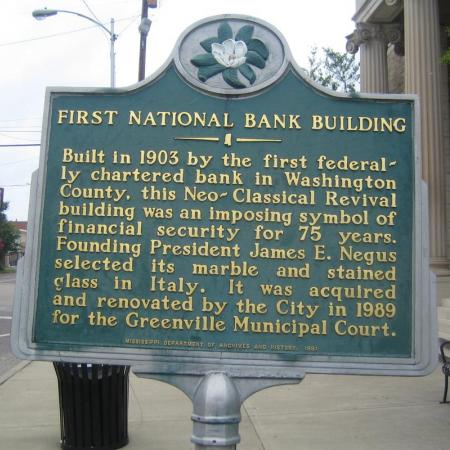 FIRST NATIONAL BANK BUILDING
Built in 1903 by the first federal-
ly chartered bank in Washington
County, this Neo-Classical Revival
building was an imposing symbol of
financial security for 75 years.
Founding President James E. Negus
selected its marble and stained
glass in Italy. It was acquired
and renovated by the City in 1989
for the Greenville Municipal Court.
MISSISSIPPI DEPARTMENT OF ARCHIVES AND HISTORY, 1991